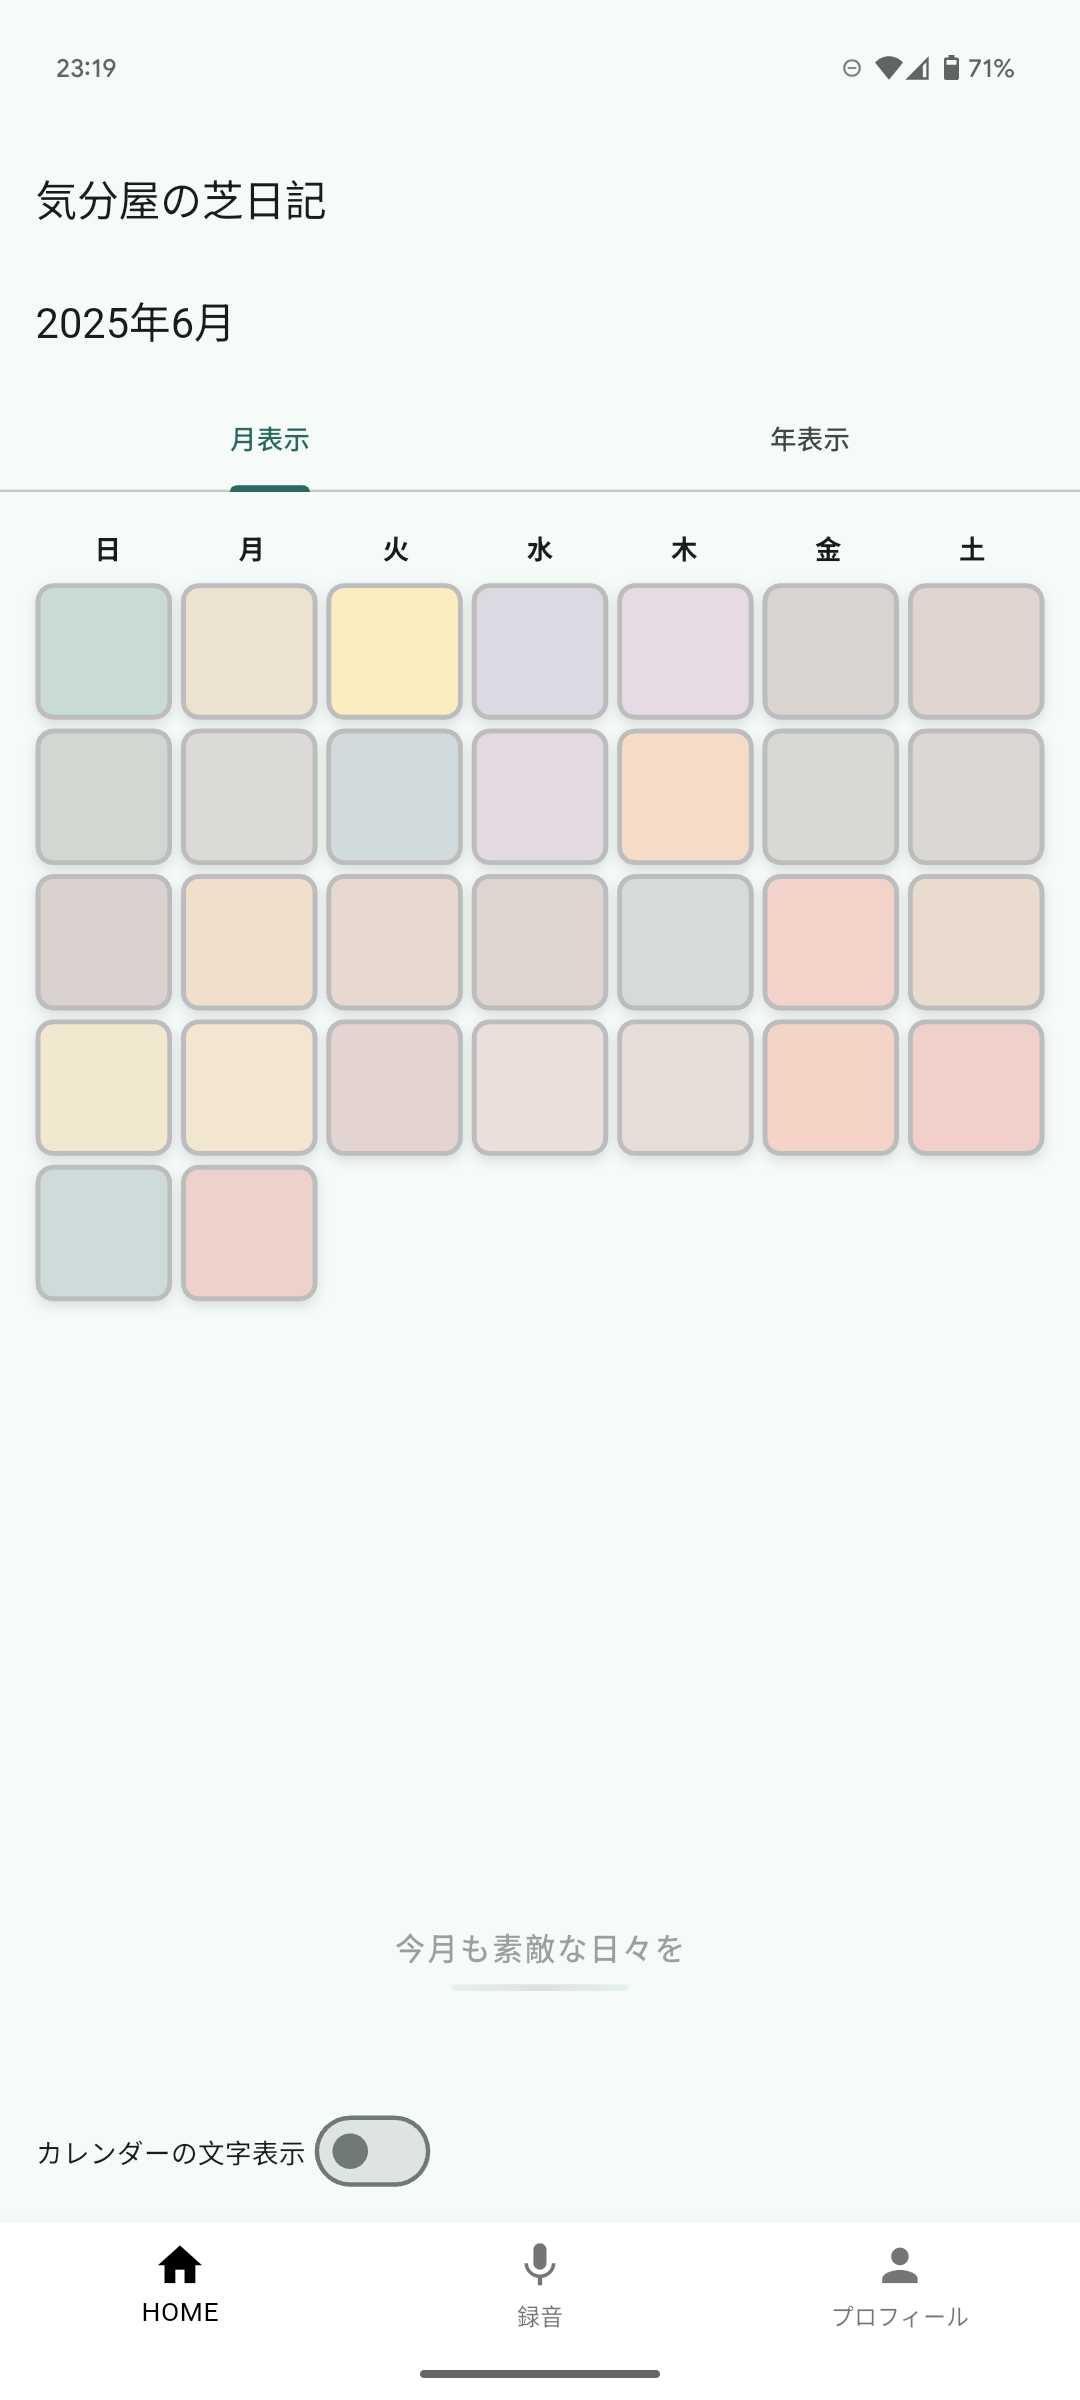 23:19
71%
気分屋の芝日記
2025年6月
月表示 年表示
日 月 火 水 木 金 土
今月も素敵な日々を
カレンダーの文字表示
HOME 録音 プロフィール